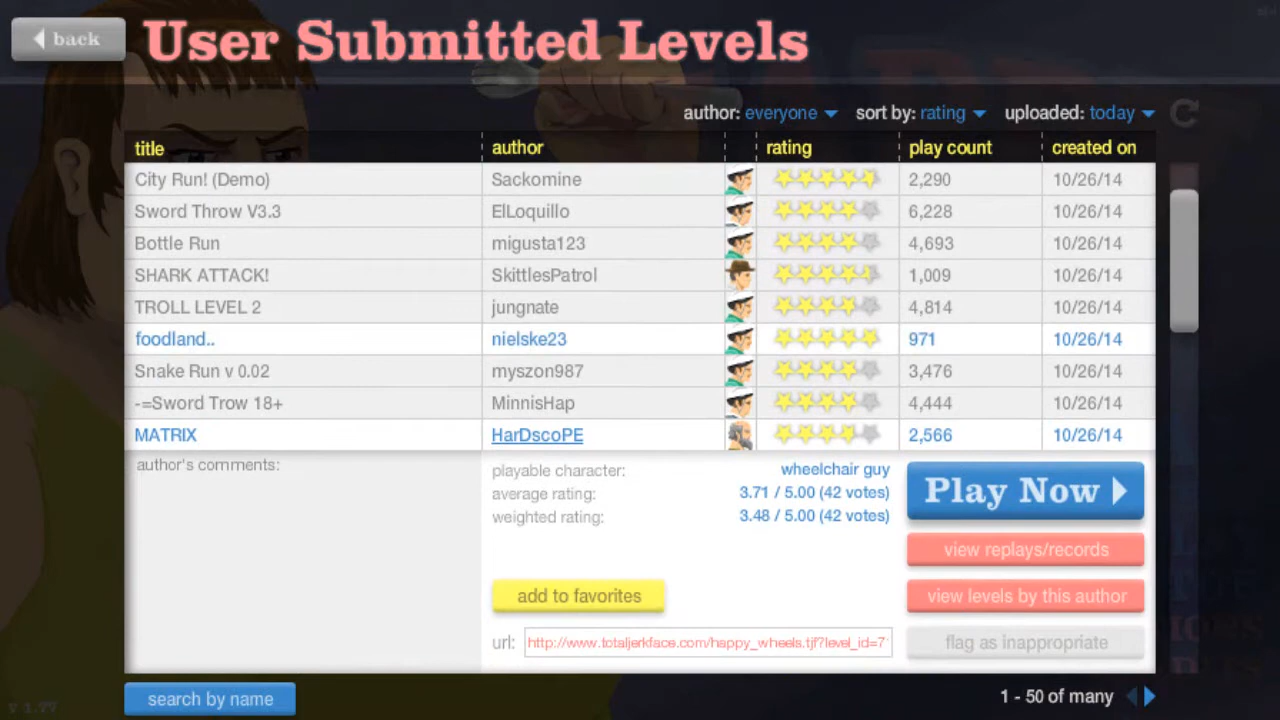 back
User Submitted Levels
author: everyone sort by: rating uploaded: today
title author rating play count created on
City Run! (Demo) Sackomine 2,290 10/26/14
Sword Throw V3.3 ElLoquillo 6,228 10/26/14
Bottle Run migusta123 4,693 10/26/14
SHARK ATTACK! SkittlesPatrol 1,009 10/26/14
TROLL LEVEL 2 jungnate 4,814 10/26/14
foodland.. nielske23 971 10/26/14
Snake Run v 0.02 myszon987 3,476 10/26/14
-=Sword Trow 18+ MinnisHap 4,444 10/26/14
MATRIX HarDscoPE 2,566 10/26/14
author's comments:
playable character: wheelchair guy
average rating: 3.71 / 5.00 (42 votes)
weighted rating: 3.48 / 5.00 (42 votes)
Play Now
view replays/records
add to favorites
view levels by this author
url: http://www.totaljerkface.com/happy_wheels.tjf?level_id=7
flag as inappropriate
search by name
1 - 50 of many
v 1.77